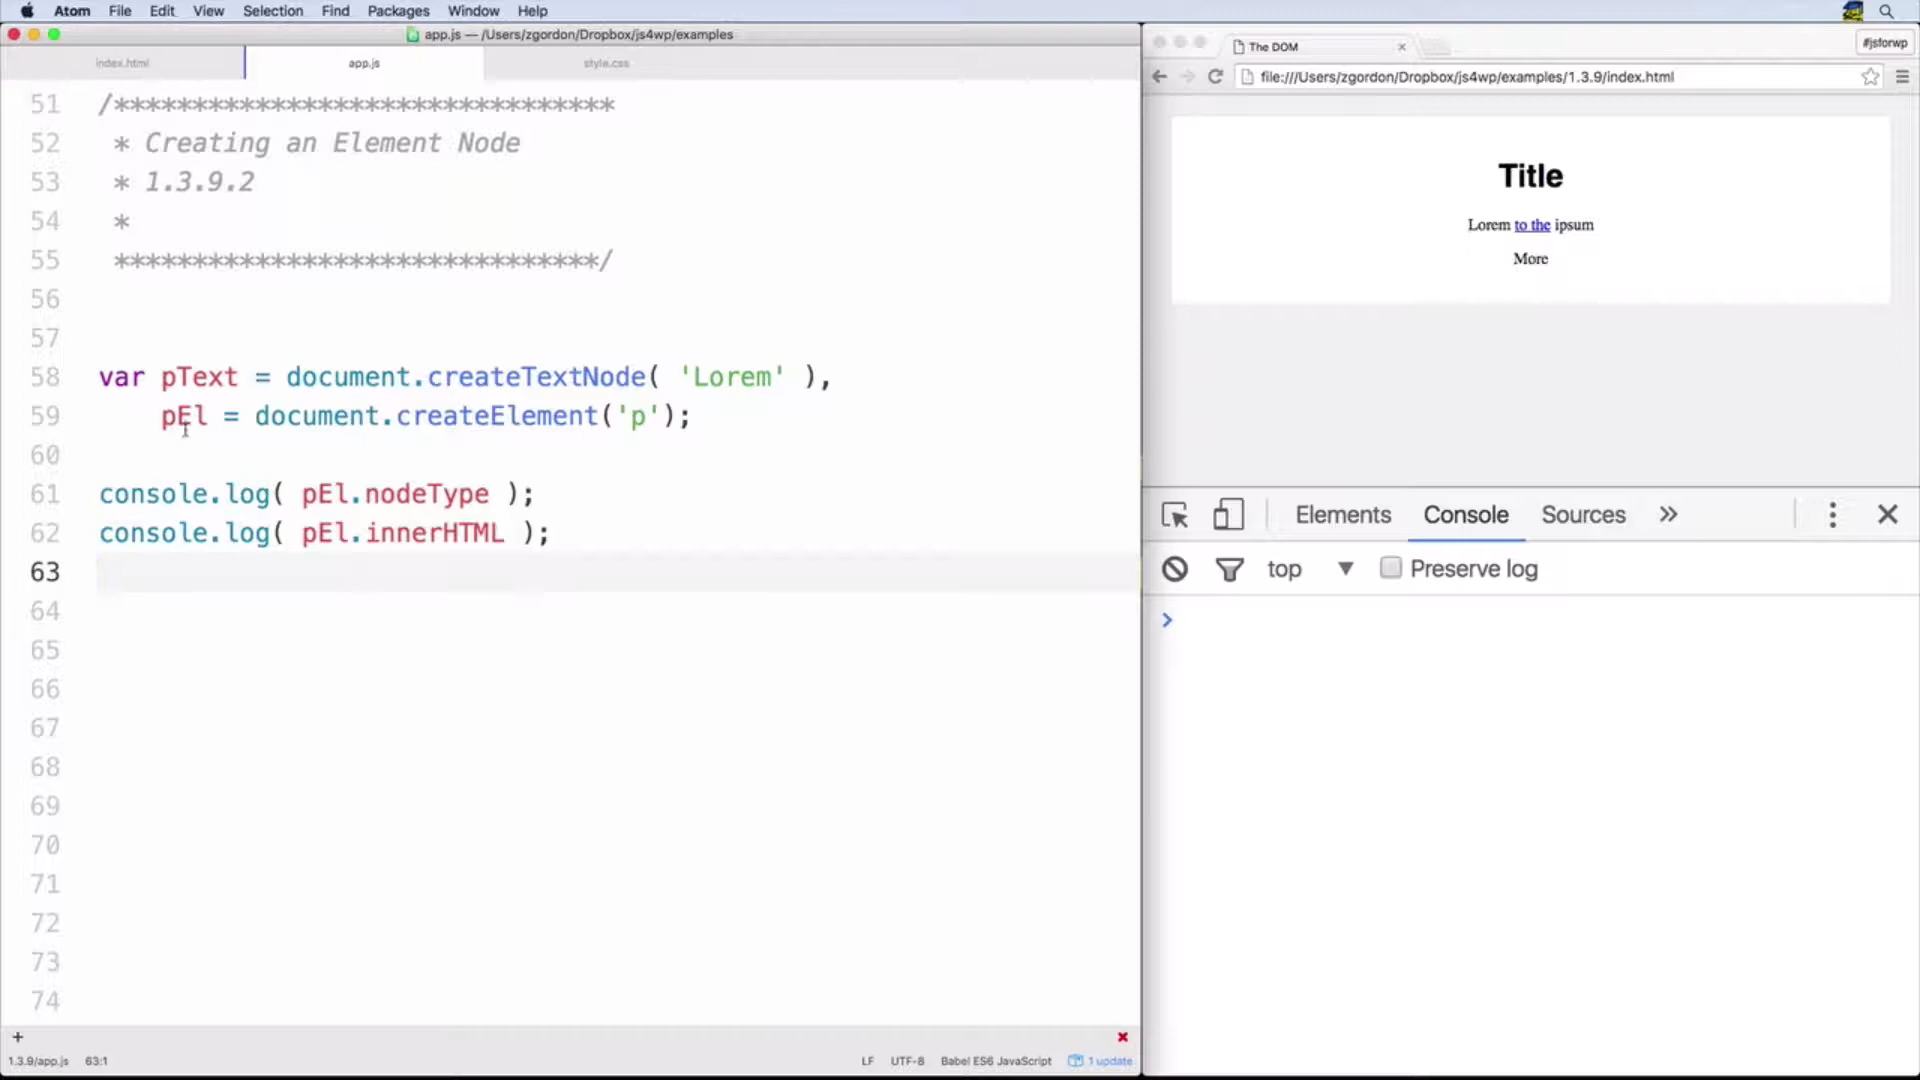 Atom File Edit View Selection Find Packages Window Help
app.js — /Users/zgordon/Dropbox/js4wp/examples
index.html app.js style.css
51 /********************************
52 * Creating an Element Node
53 * 1.3.9.2
54 *
55 *******************************/
56
57
58 var pText = document.createTextNode( 'Lorem' ),
59 pEl = document.createElement('p');
60
61 console.log( pEl.nodeType );
62 console.log( pEl.innerHTML );
63
64
65
66
67
68
69
70
71
72
73
74
+
1.3.9/app.js 63:1 LF UTF-8 Babel ES6 JavaScript 1 update
The DOM
#jsforwp
file:///Users/zgordon/Dropbox/js4wp/examples/1.3.9/index.html
Title
Lorem to the ipsum
More
Elements Console Sources
top Preserve log